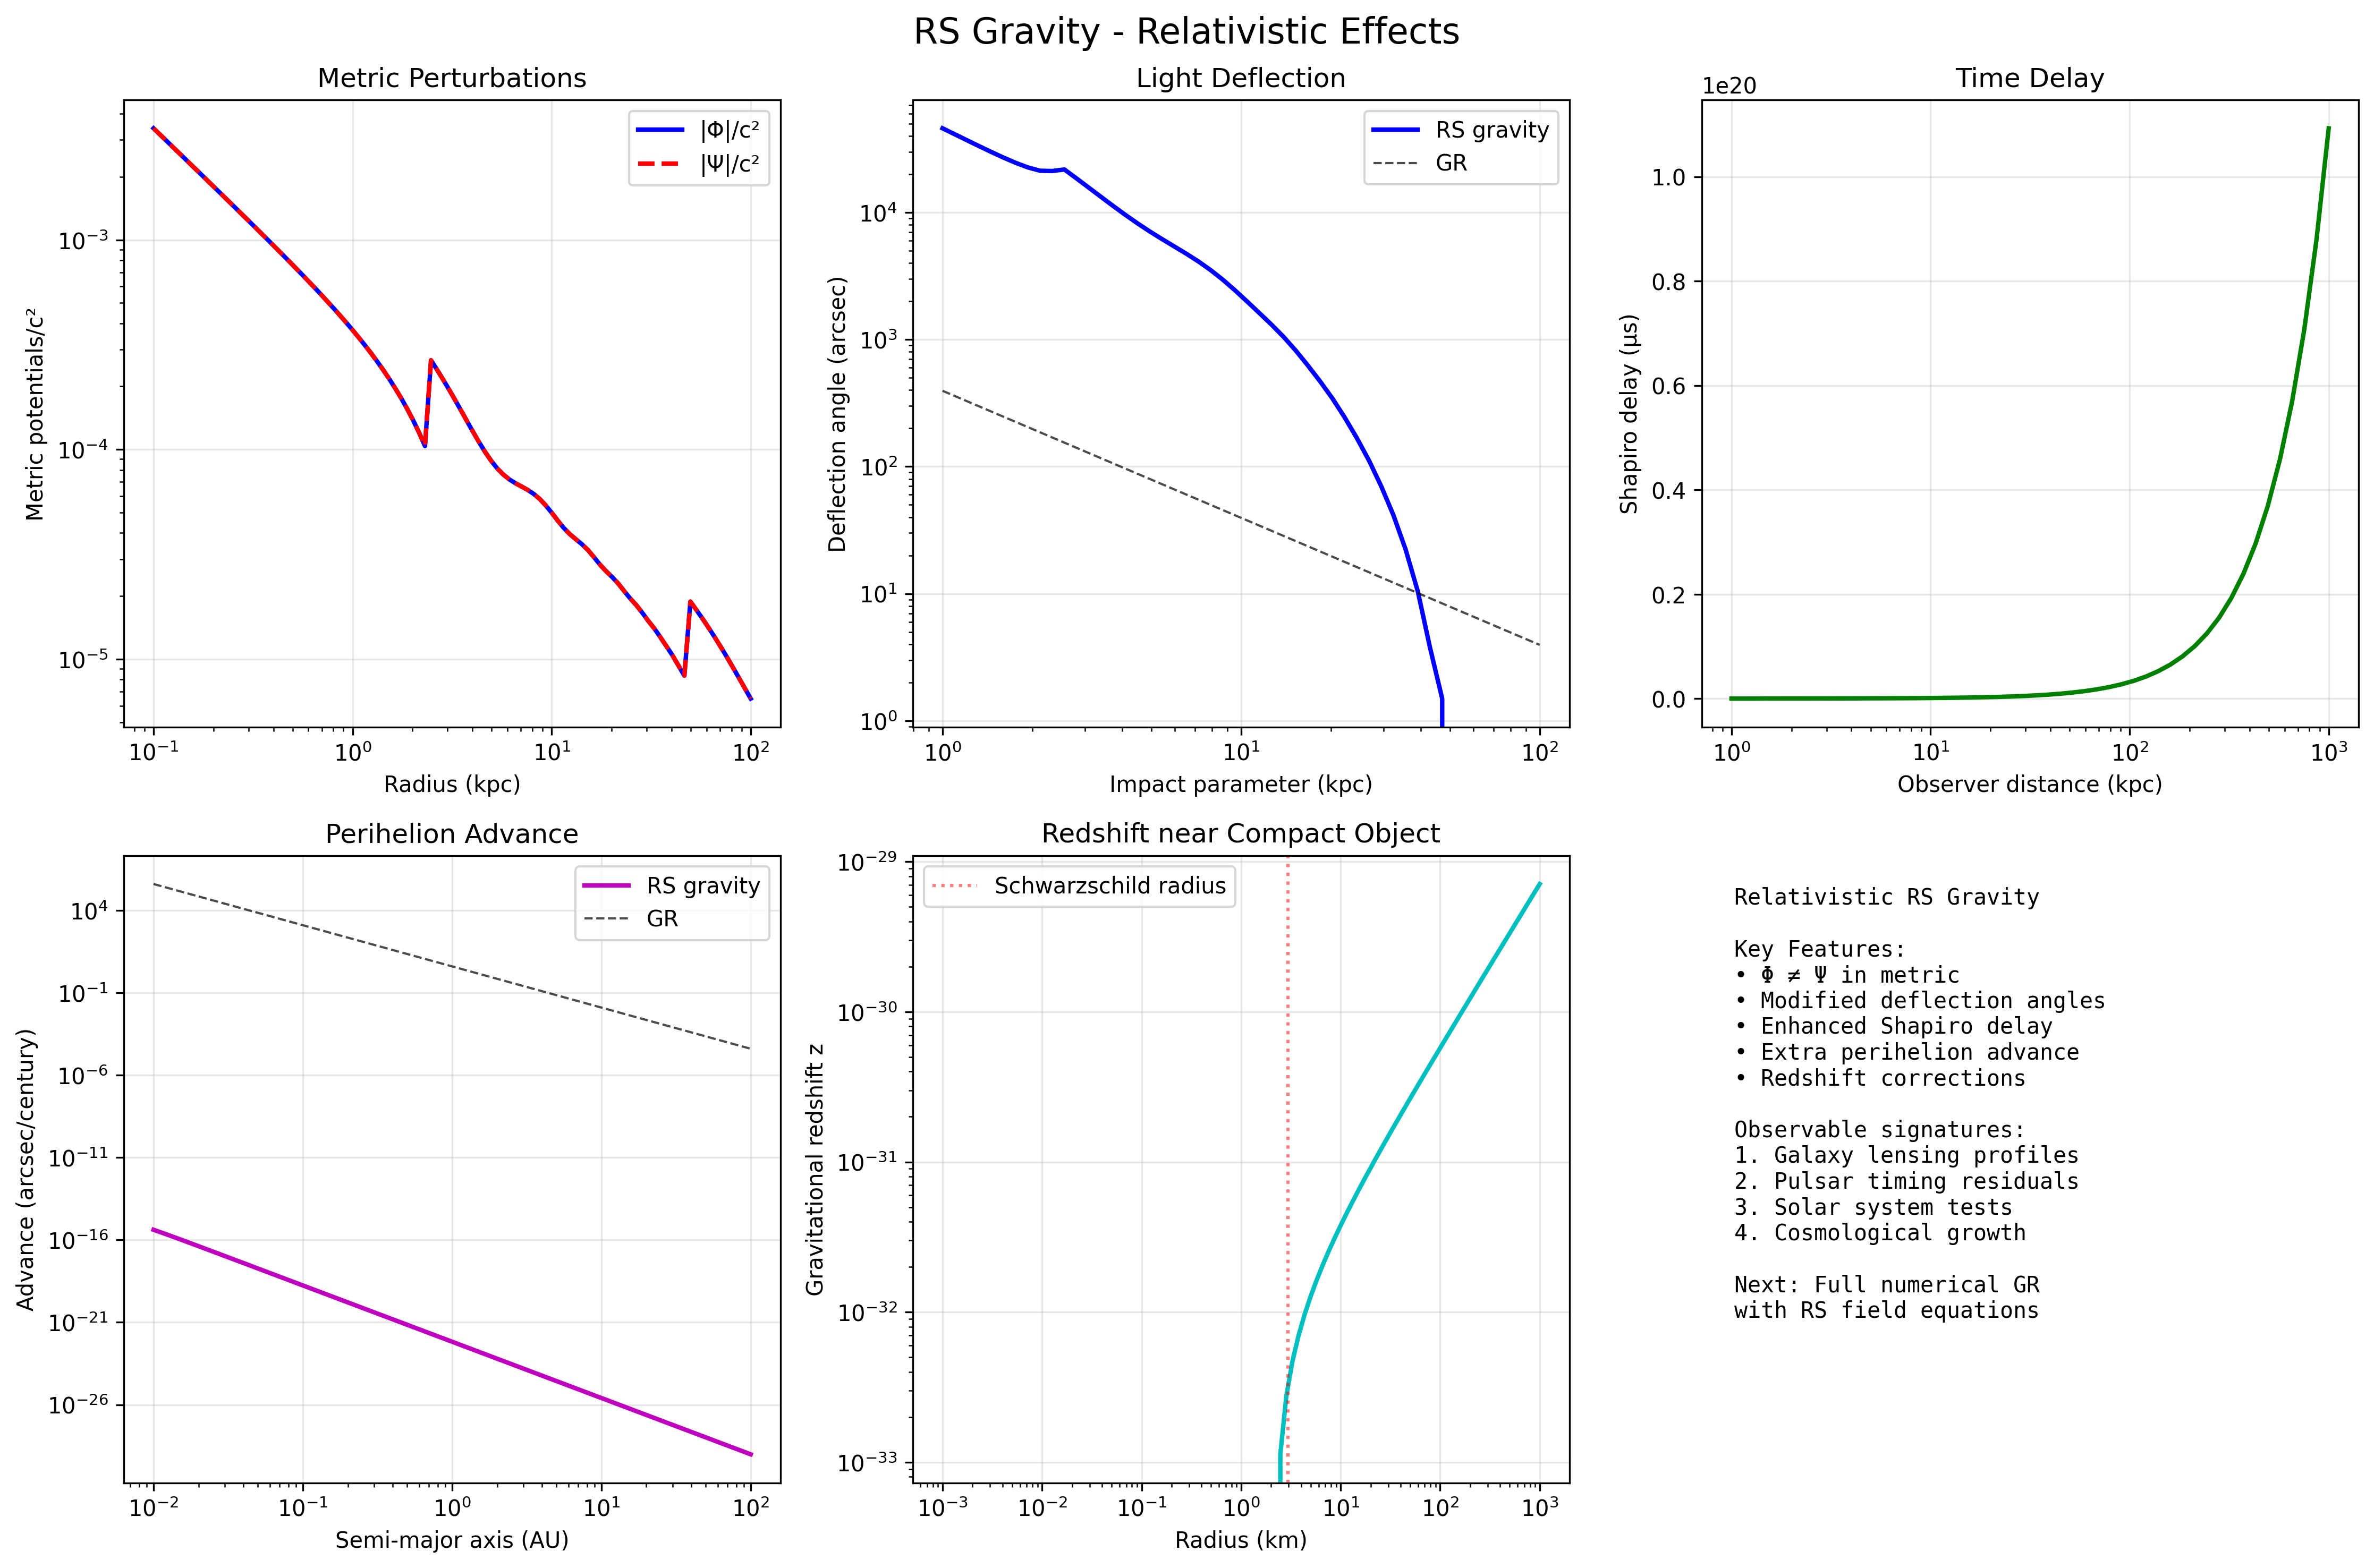 RS Gravity - Relativistic Effects
Metric Perturbations
|Φ|/c²
|Ψ|/c²
Metric potentials/c²
10⁻³
10⁻⁴
10⁻⁵
10⁻¹ 10⁰ 10¹ 10²
Radius (kpc)
Light Deflection
RS gravity
GR
Deflection angle (arcsec)
10⁴
10³
10²
10¹
10⁰
10⁰ 10¹ 10²
Impact parameter (kpc)
Time Delay
1e20
Shapiro delay (μs)
1.0
0.8
0.6
0.4
0.2
0.0
10⁰ 10¹ 10² 10³
Observer distance (kpc)
Perihelion Advance
RS gravity
GR
Advance (arcsec/century)
10⁴
10⁻¹
10⁻⁶
10⁻¹¹
10⁻¹⁶
10⁻²¹
10⁻²⁶
10⁻² 10⁻¹ 10⁰ 10¹ 10²
Semi-major axis (AU)
Redshift near Compact Object
Schwarzschild radius
Gravitational redshift z
10⁻²⁹
10⁻³⁰
10⁻³¹
10⁻³²
10⁻³³
10⁻³ 10⁻² 10⁻¹ 10⁰ 10¹ 10² 10³
Radius (km)
Relativistic RS Gravity
Key Features:
• Φ ≠ Ψ in metric
• Modified deflection angles
• Enhanced Shapiro delay
• Extra perihelion advance
• Redshift corrections
Observable signatures:
1. Galaxy lensing profiles
2. Pulsar timing residuals
3. Solar system tests
4. Cosmological growth
Next: Full numerical GR
with RS field equations